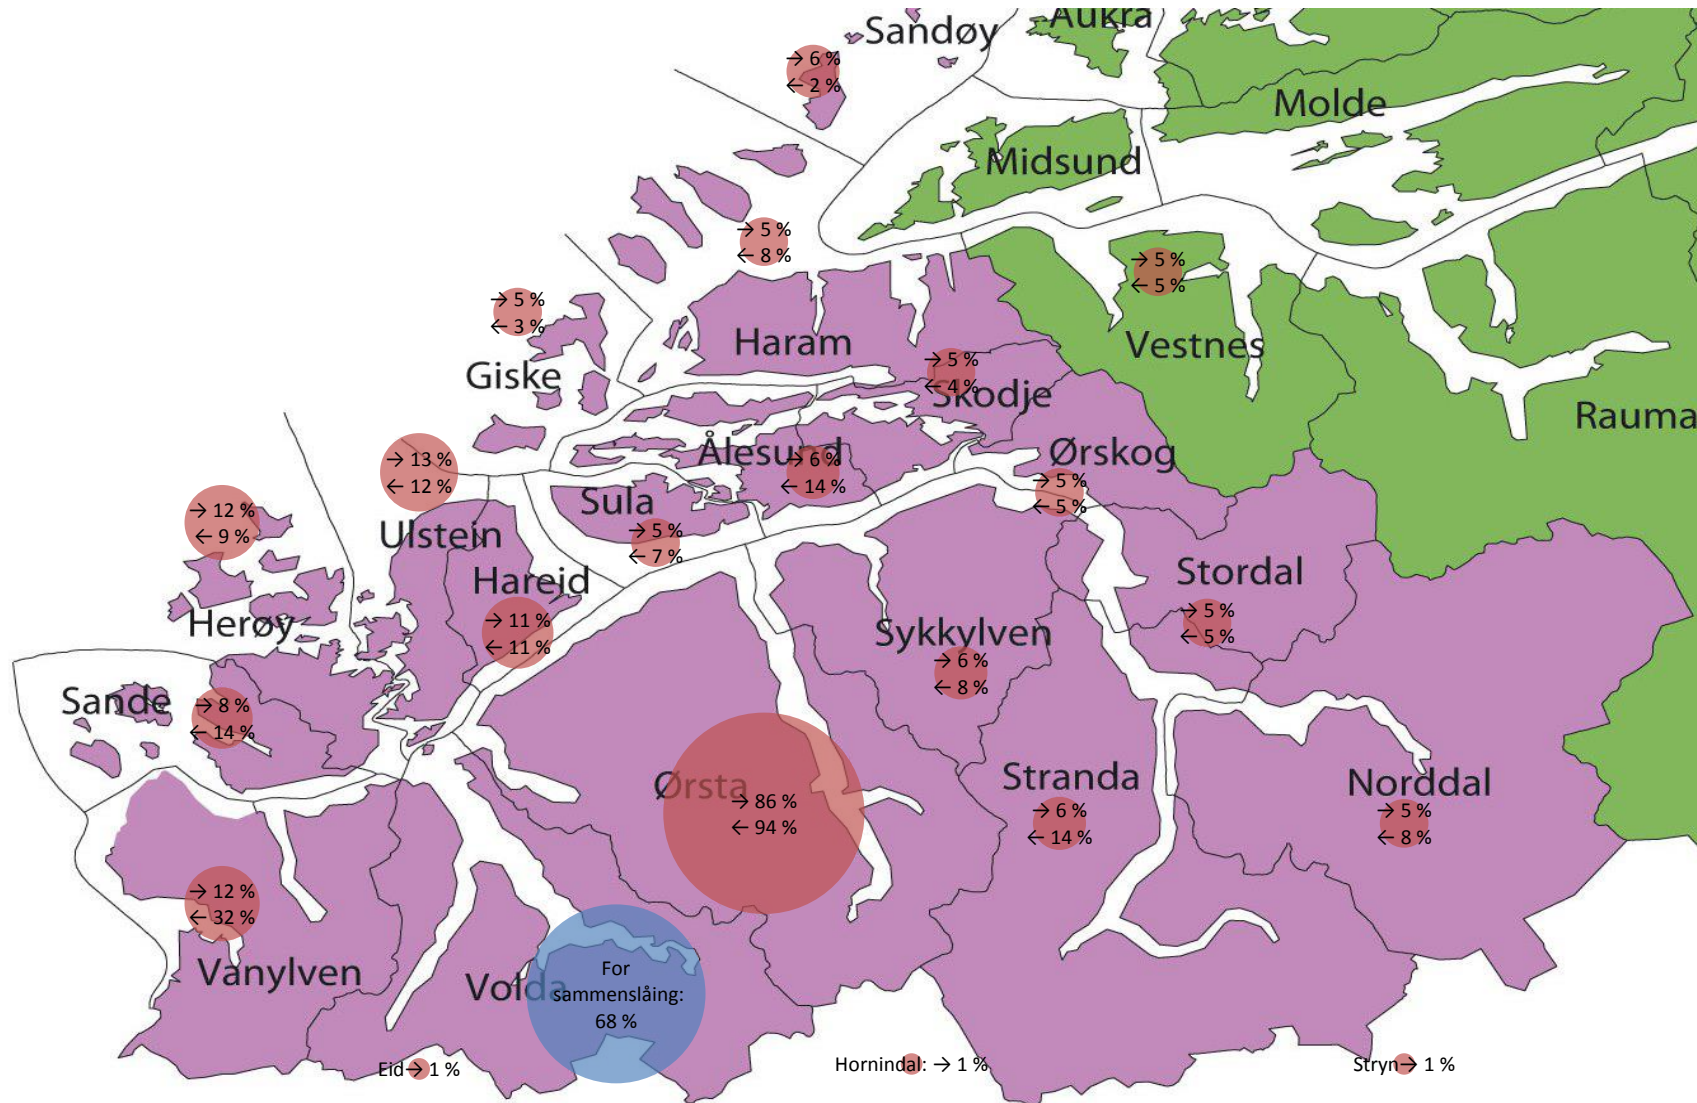 Sandøy
Aukra
→ 6 %
← 2 %
Molde
Midsund
→ 5 %
← 8 %
→ 5 %
← 5 %
→ 5 %
← 3 %
Haram
Vestnes
Giske
→ 5 %
← 4 %
Skodje
Rauma
Ålesund
→ 6 %
← 14 %
Ørskog
→ 5 %
← 5 %
→ 13 %
← 12 %
Sula
→ 5 %
← 7 %
→ 12 %
← 9 %
Ulstein
Hareid
→ 11 %
← 11 %
Stordal
→ 5 %
← 5 %
Herøy
Sykkylven
→ 6 %
← 8 %
Sande
→ 8 %
← 14 %
Ørsta
→ 86 %
← 94 %
Stranda
→ 6 %
← 14 %
Norddal
→ 5 %
← 8 %
→ 12 %
← 32 %
Vanylven
Volda
For
sammenslåing:
68 %
Eid→ 1 %
Hornindal: → 1 %
Stryn→ 1 %